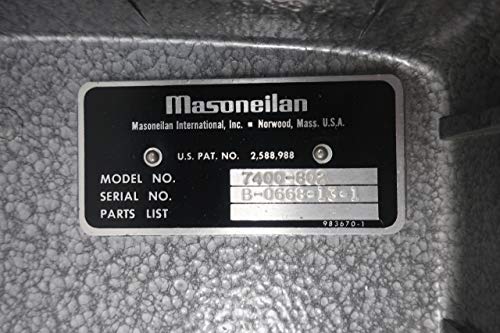 Masoneilan
Masoneilan International, Inc. ▪ Norwood, Mass. U.S.A.
U.S. PAT. NO. 2,588,988
MODEL NO. 7400-802
SERIAL NO. B-0668-13-1
PARTS LIST
983670-1